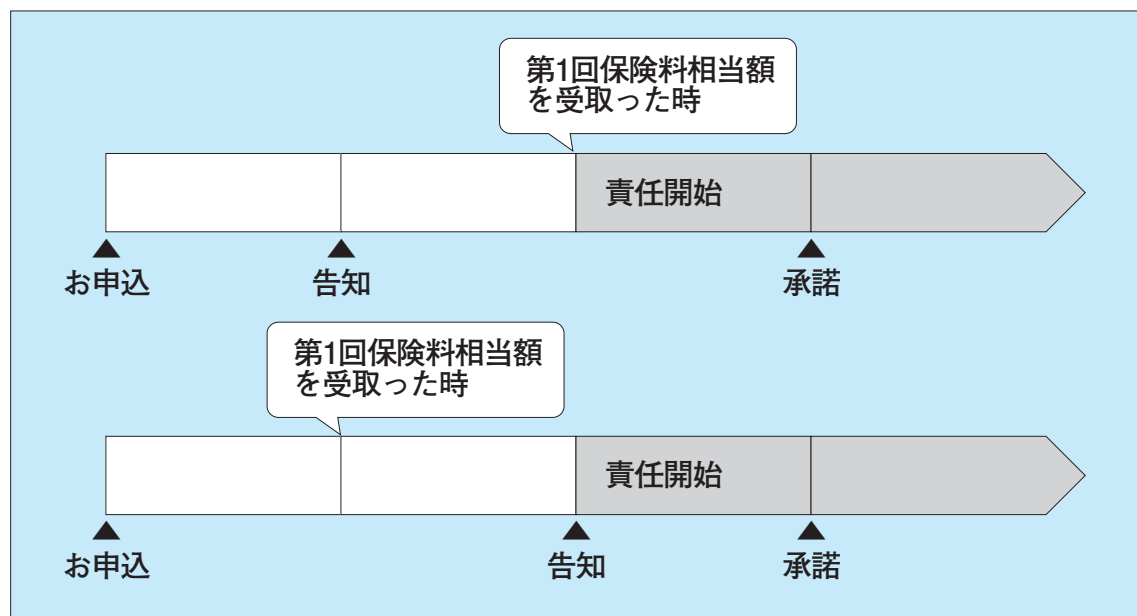 第1回保険料相当額
を受取った時
責任開始
お申込
告知
承諾
第1回保険料相当額
を受取った時
責任開始
お申込
告知
承諾